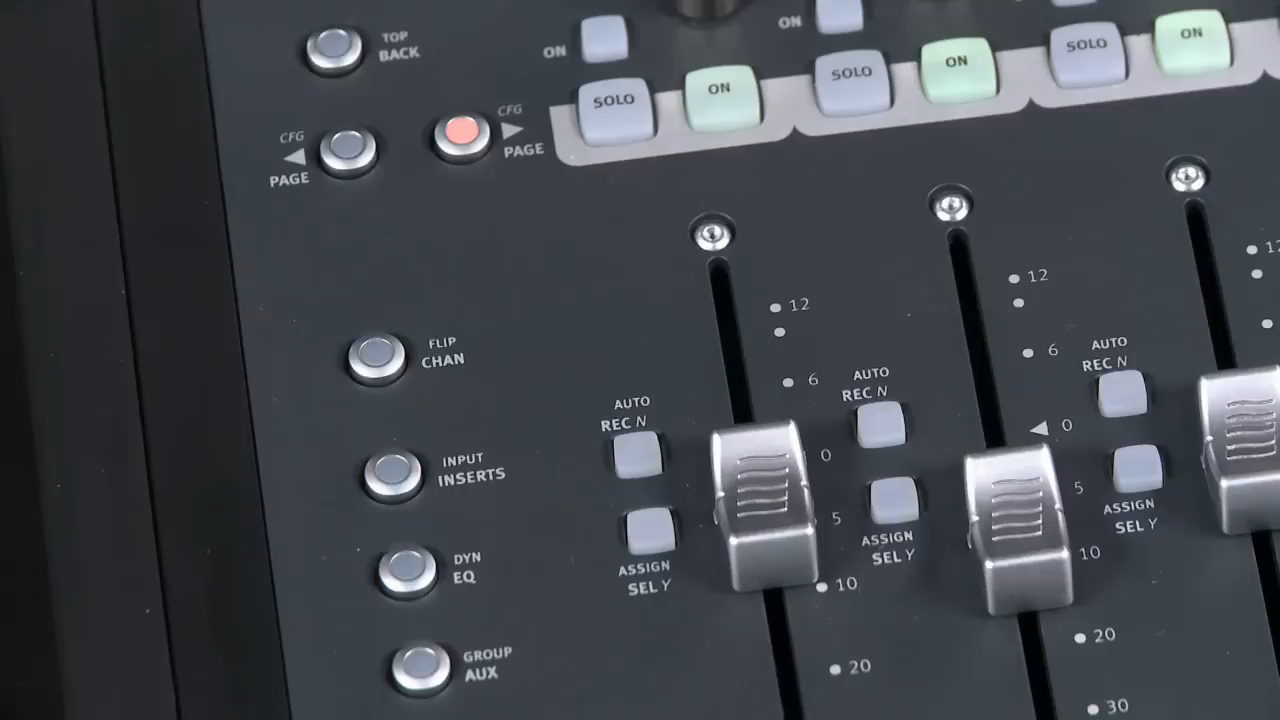 TOP
BACK
ON
ON
SOLO
ON
SOLO
ON
SOLO
ON
CFG
PAGE
CFG
PAGE
12
6
0
5
10
20
12
6
0
5
10
20
30
12
FLIP
CHAN
INPUT
INSERTS
DYN
EQ
GROUP
AUX
AUTO
REC N
ASSIGN
SEL Y
AUTO
REC N
ASSIGN
SEL Y
AUTO
REC N
ASSIGN
SEL Y